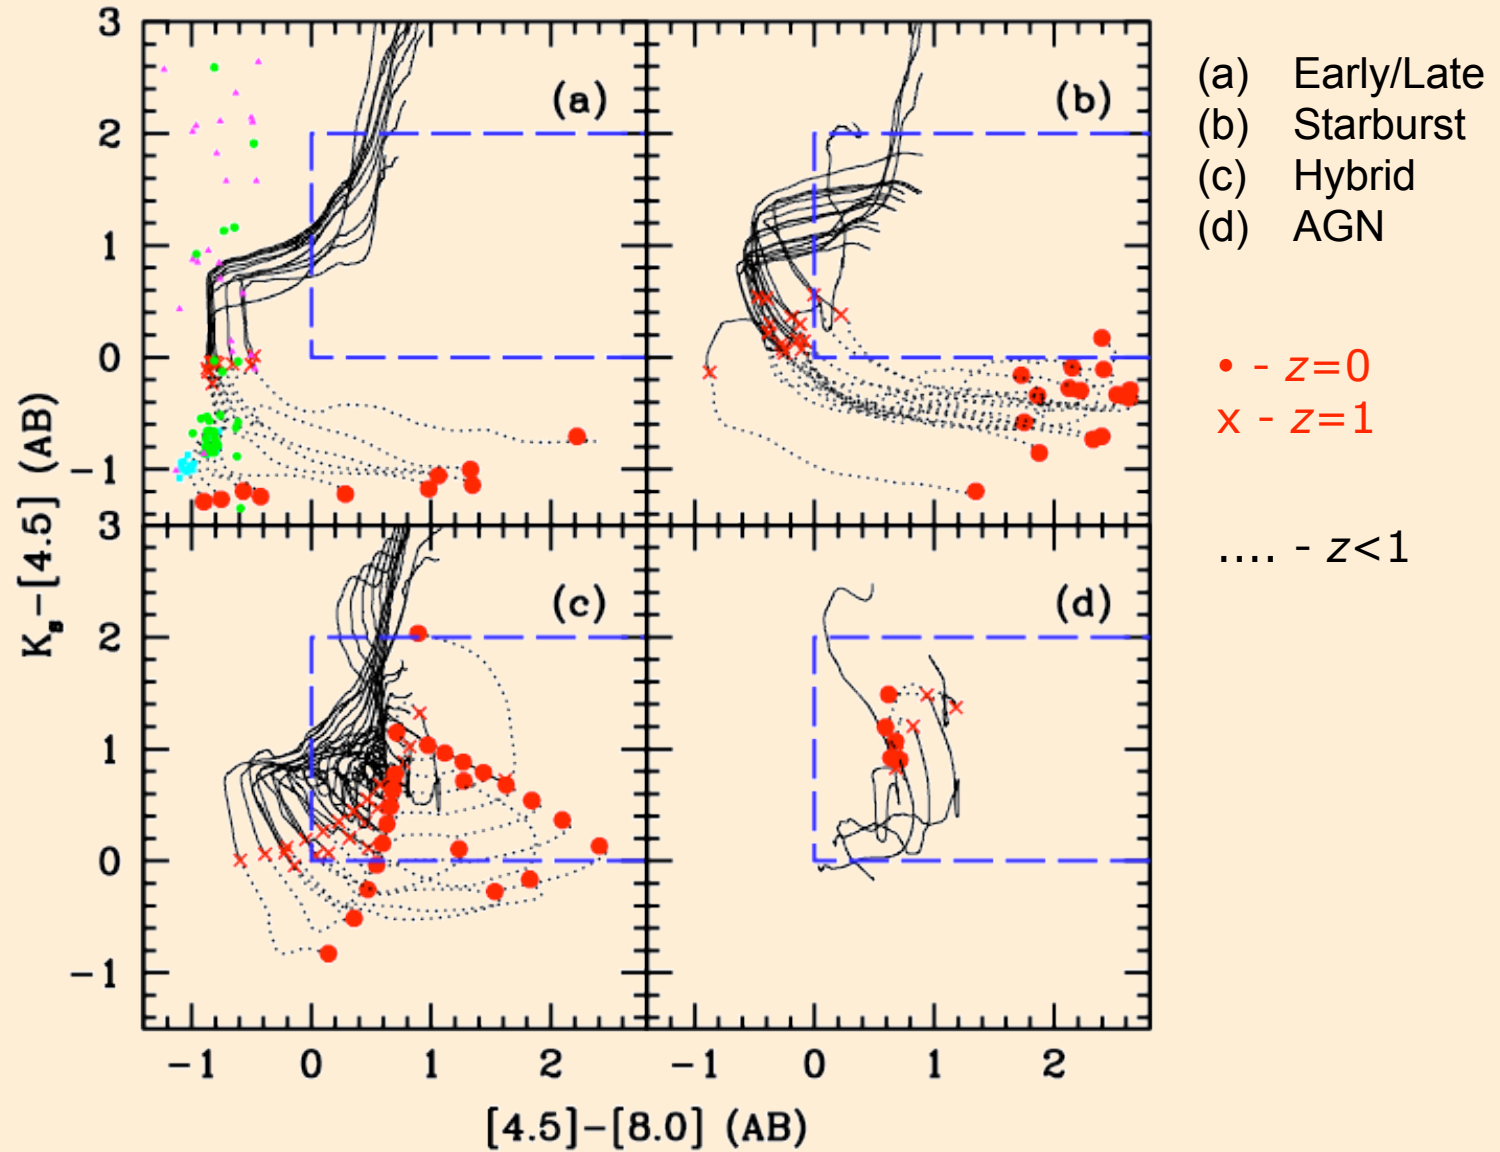 3
2
1
0
−1
3
2
1
0
−1
K_s−[4.5] (AB)
(a)
(b)
(c)
(d)
−1 0 1 2
−1 0 1 2
[4.5]−[8.0] (AB)
(a) Early/Late
(b) Starburst
(c) Hybrid
(d) AGN
• - z=0
x - z=1
.... - z<1